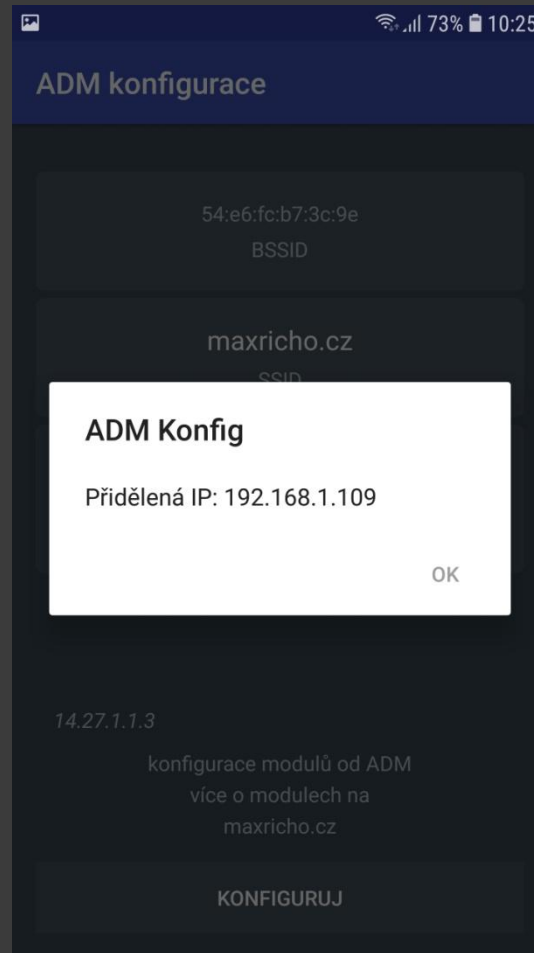 73% 10:25
ADM konfigurace
54:e6:fc:b7:3c:9e
BSSID
maxricho.cz
SSID
ADM Konfig
Přidělená IP: 192.168.1.109
OK
14.27.1.1.3
konfigurace modulů od ADM
více o modulech na
maxricho.cz
KONFIGURUJ